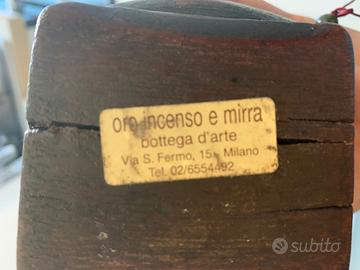 oro incenso e mirra
bottega d'arte
Via S. Fermo, 15 - Milano
Tel. 02/6554492
subito